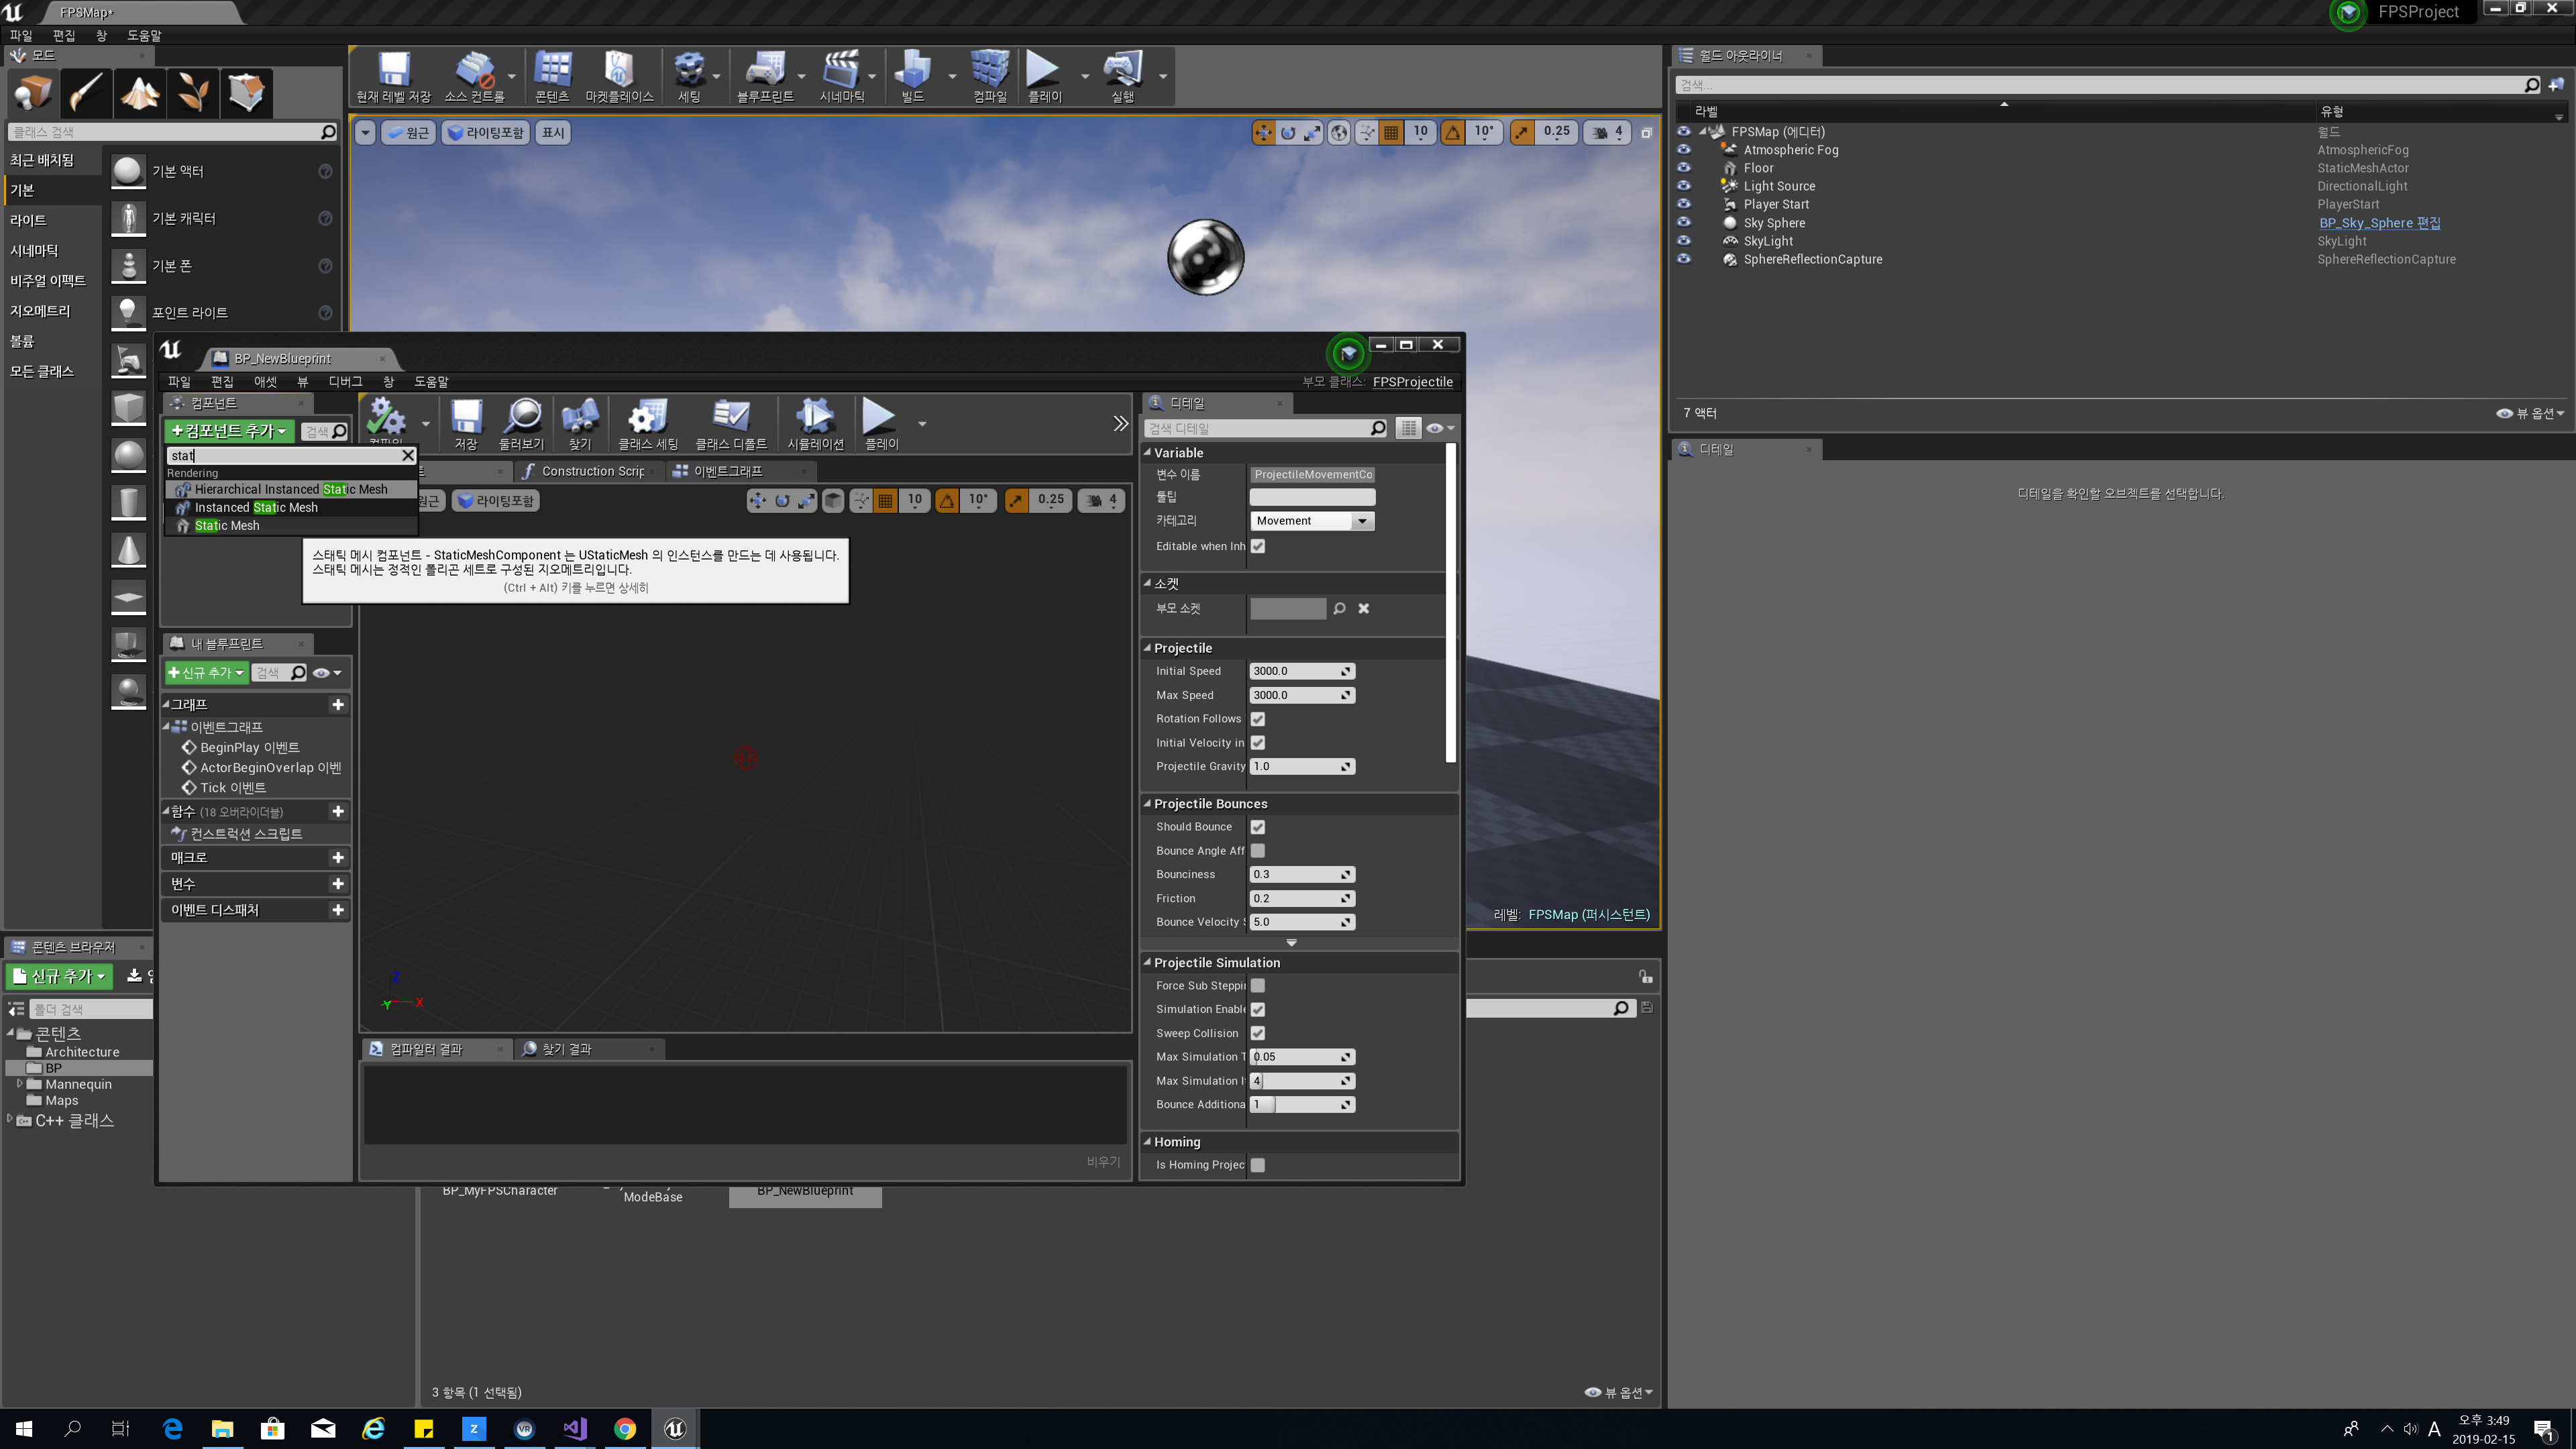 FPSMap*
FPSProject
파일 편집 창 도움말
모드
현재 레벨 저장 소스 컨트롤 콘텐츠 마켓플레이스 세팅 블루프린트 시네마틱 빌드 컴파일 플레이 실행
클래스 검색
최근 배치됨
기본
라이트
시네마틱
비주얼 이펙트
지오메트리
볼륨
모든 클래스
기본 액터
기본 캐릭터
기본 폰
포인트 라이트
원근 라이팅포함 표시
10 10° 0.25 4
월드 아웃라이너
검색...
라벨 유형
FPSMap (에디터) 월드
Atmospheric Fog AtmosphericFog
Floor StaticMeshActor
Light Source DirectionalLight
Player Start PlayerStart
Sky Sphere BP_Sky_Sphere 편집
SkyLight SkyLight
SphereReflectionCapture SphereReflectionCapture
7 액터 뷰 옵션
디테일
디테일을 확인할 오브젝트를 선택합니다.
BP_NewBlueprint
파일 편집 애셋 뷰 디버그 창 도움말
부모 클래스: FPSProjectile
컴포넌트
+컴포넌트 추가 검색
저장 둘러보기 찾기 클래스 세팅 클래스 디폴트 시뮬레이션 플레이
stat
Rendering
Hierarchical Instanced Static Mesh
Instanced Static Mesh
Static Mesh
Construction Scrip 이벤트그래프
원근 라이팅포함
10 10° 0.25 4
스태틱 메시 컴포넌트 - StaticMeshComponent 는 UStaticMesh 의 인스턴스를 만드는 데 사용됩니다.
스태틱 메시는 정적인 폴리곤 세트로 구성된 지오메트리입니다.
(Ctrl + Alt) 키를 누르면 상세히
내 블루프린트
+신규 추가 검색
그래프
이벤트그래프
BeginPlay 이벤트
ActorBeginOverlap 이벤
Tick 이벤트
함수 (18 오버라이더블)
컨스트럭션 스크립트
매크로
변수
이벤트 디스패처
Z
Y
X
컴파일러 결과 찾기 결과
비우기
디테일
검색 디테일
Variable
변수 이름 ProjectileMovementCo
툴팁
카테고리 Movement
Editable when Inh
소켓
부모 소켓
Projectile
Initial Speed 3000.0
Max Speed 3000.0
Rotation Follows
Initial Velocity in
Projectile Gravity 1.0
Projectile Bounces
Should Bounce
Bounce Angle Aff
Bounciness 0.3
Friction 0.2
Bounce Velocity S 5.0
Projectile Simulation
Force Sub Steppi
Simulation Enable
Sweep Collision
Max Simulation T 0.05
Max Simulation I 4
Bounce Additiona 1
Homing
Is Homing Projec
레벨: FPSMap (퍼시스턴트)
콘텐츠 브라우저
신규 추가
폴더 검색
콘텐츠
Architecture
BP
Mannequin
Maps
C++ 클래스
BP_MyFPSCharacter
ModeBase
BP_NewBlueprint
3 항목 (1 선택됨) 뷰 옵션
A
오후 3:49
2019-02-15
1